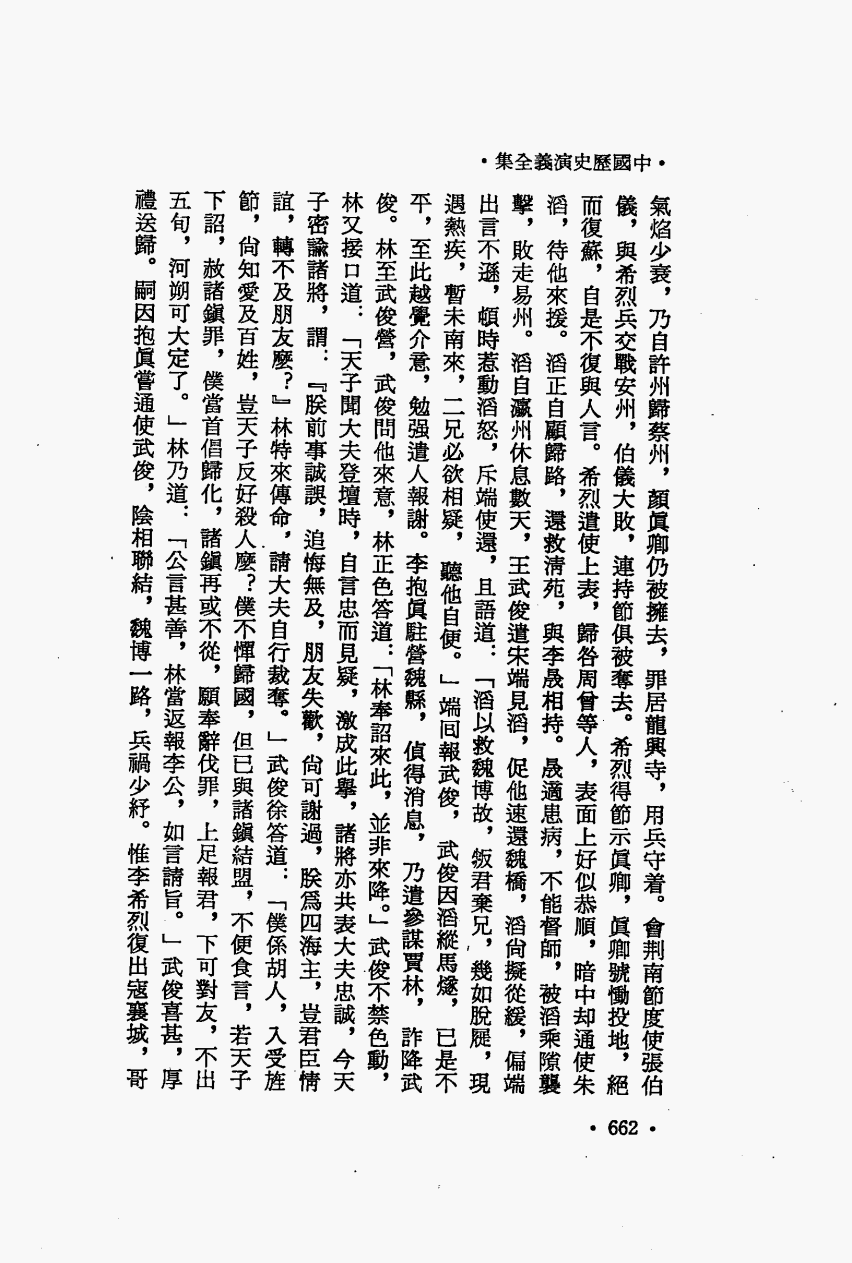 ·中國歷史演義全集·
氣焰少衰，乃自許州歸蔡州，顏眞卿仍被擁去，罪居龍興寺，用兵守着。會荆南節度使張伯
儀，與希烈兵交戰安州，伯儀大敗，連持節俱被奪去。希烈得節示眞卿，眞卿號慟投地，絕
而復蘇，自是不復與人言。希烈遣使上表，歸咎周曾等人，表面上好似恭順，暗中却通使朱
滔，待他來援。滔正自顧歸路，還救清苑，與李晟相持。晟適患病，不能督師，被滔乘隙襲
擊，敗走易州。滔自瀛州休息數天，王武俊遣宋端見滔，促他速還魏橋，滔尙擬從緩，偏端
出言不遜，頓時惹動滔怒，斥端使還，且語道：「滔以救魏博故，叛君棄兄，幾如脫屣，現
遇熱疾，暫未南來，二兄必欲相疑，聽他自便。」端囘報武俊，武俊因滔縱馬燧，已是不
平，至此越覺介意，勉强遣人報謝。李抱眞駐營魏縣，偵得消息，乃遣參謀賈林，詐降武
俊。林至武俊營，武俊問他來意，林正色答道：「林奉詔來此，並非來降。」武俊不禁色動，
林又接口道：「天子聞大夫登壇時，自言忠而見疑，激成此舉，諸將亦共表大夫忠誠，今天
子密諭諸將，謂：『朕前事誠誤，追悔無及，朋友失歡，尙可謝過，朕爲四海主，豈君臣情
誼，轉不及朋友麼？』林特來傳命，請大夫自行裁奪。」武俊徐答道：「僕係胡人，入受旌
節，尙知愛及百姓，豈天子反好殺人麼？僕不憚歸國，但已與諸鎭結盟，不便食言，若天子
下詔，赦諸鎭罪，僕當首倡歸化，諸鎭再或不從，願奉辭伐罪，上足報君，下可對友，不出
五旬，河朔可大定了。」林乃道：「公言甚善，林當返報李公，如言請旨。」武俊喜甚，厚
禮送歸。嗣因抱眞嘗通使武俊，陰相聯結，魏博一路，兵禍少紓。惟李希烈復出寇襄城，哥
·662·